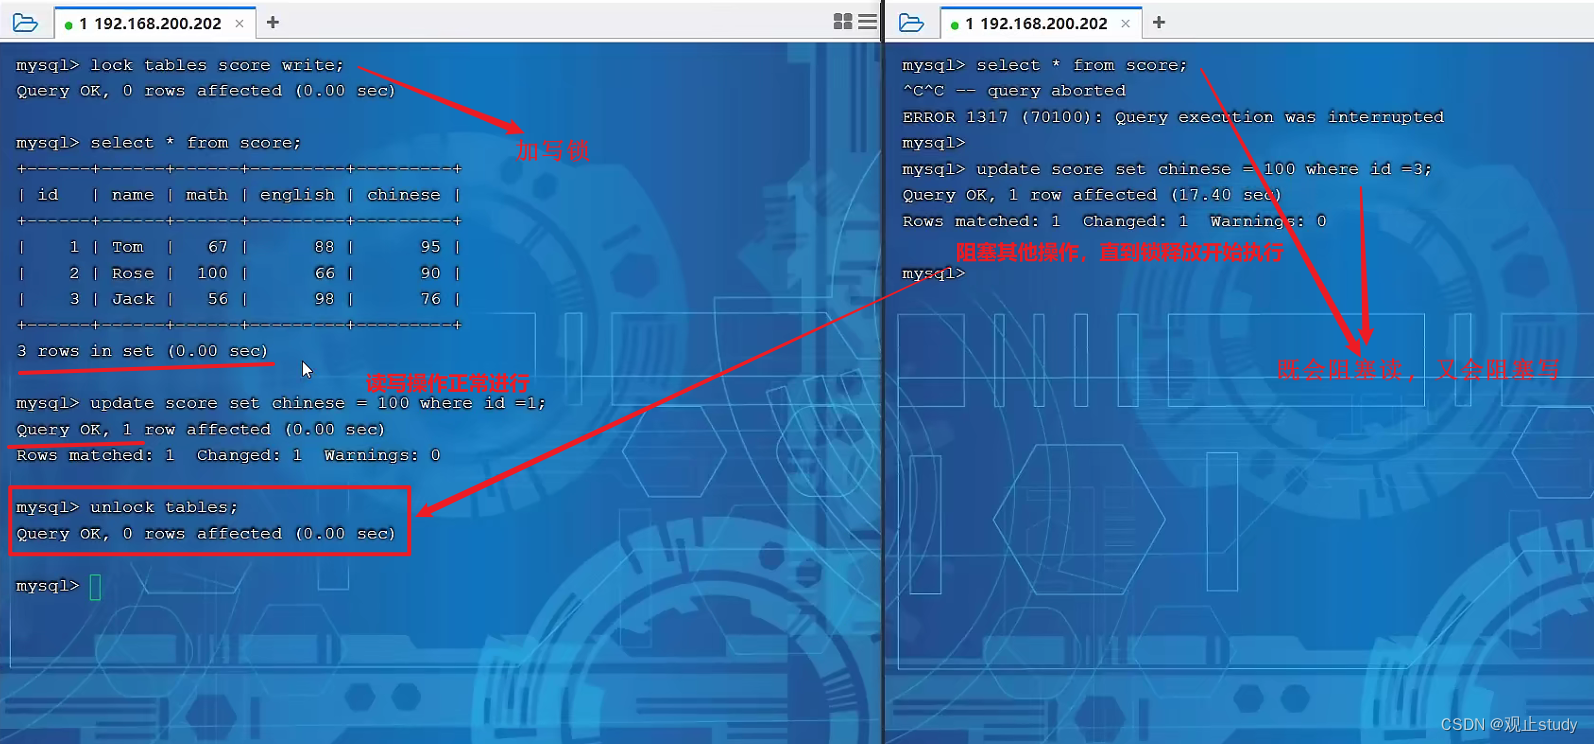 1 192.168.200.202 × +
mysql> lock tables score write;
Query OK, 0 rows affected (0.00 sec)
加写锁
mysql> select * from score;
+------+------+------+---------+---------+
| id   | name | math | english | chinese |
+------+------+------+---------+---------+
|    1 | Tom  |   67 |      88 |      95 |
|    2 | Rose |  100 |      66 |      90 |
|    3 | Jack |   56 |      98 |      76 |
+------+------+------+---------+---------+
3 rows in set (0.00 sec)
读写操作正常进行
mysql> update score set chinese = 100 where id =1;
Query OK, 1 row affected (0.00 sec)
Rows matched: 1  Changed: 1  Warnings: 0
mysql> unlock tables;
Query OK, 0 rows affected (0.00 sec)
mysql>
1 192.168.200.202 × +
mysql> select * from score;
^C^C -- query aborted
ERROR 1317 (70100): Query execution was interrupted
mysql>
mysql> update score set chinese = 100 where id =3;
Query OK, 1 row affected (17.40 sec)
Rows matched: 1  Changed: 1  Warnings: 0
阻塞其他操作，直到锁释放开始执行
mysql>
既会阻塞读，又会阻塞写
CSDN @观止study